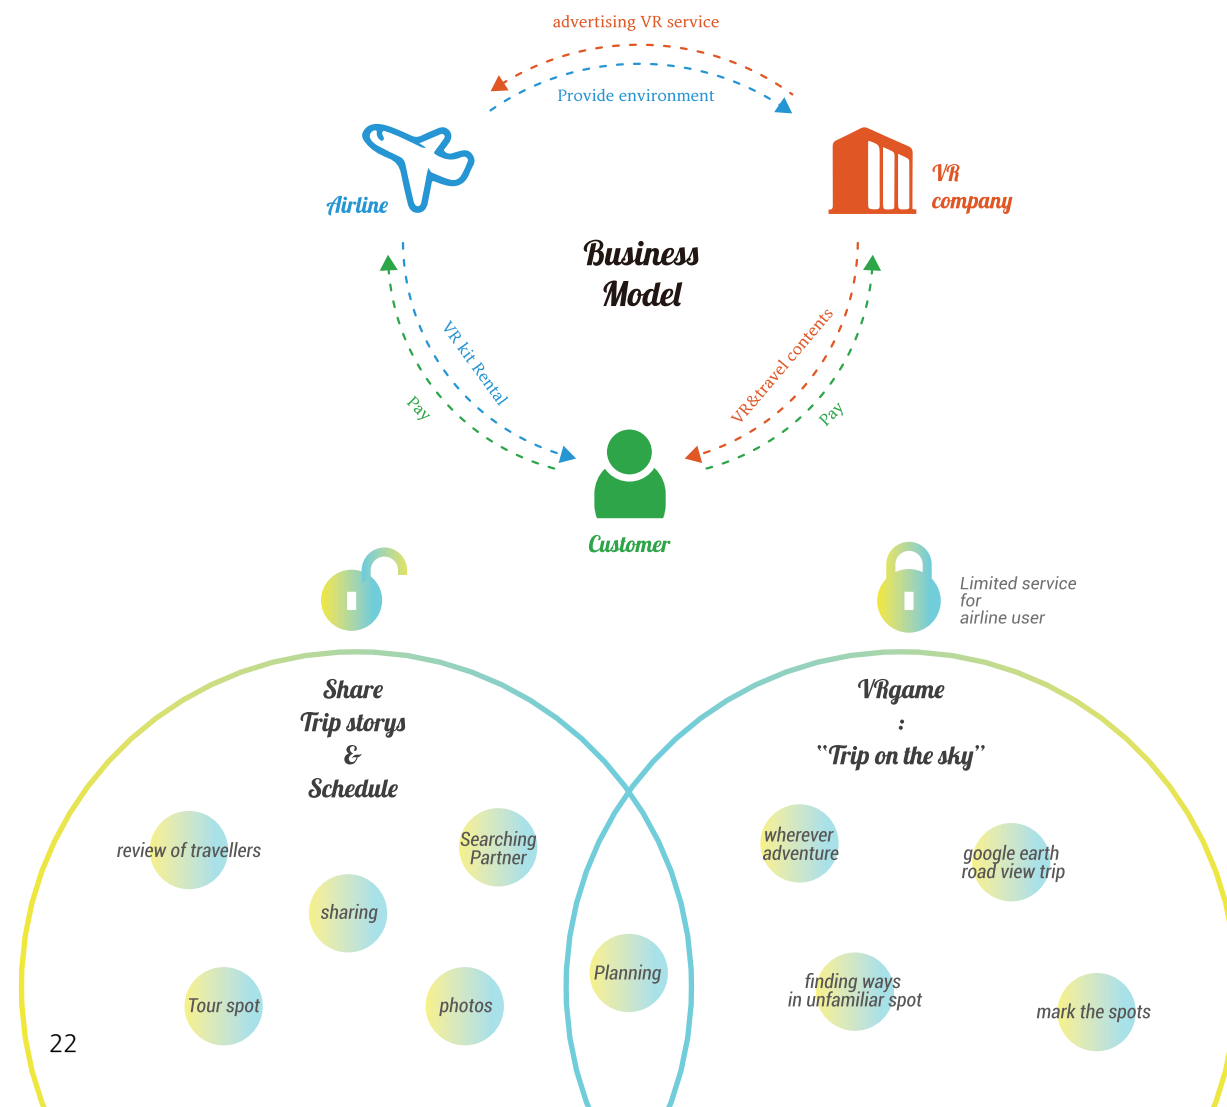 advertising VR service
Provide environment
Airline
VR
company
Business
Model
VR kit Rental
Pay
VR&travel contents
Pay
Customer
Limited service
for
airline user
Share
Trip storys
&
Schedule
VRgame
:
“Trip on the sky”
review of travellers
Searching
Partner
sharing
Tour spot
photos
Planning
wherever
adventure
google earth
road view trip
finding ways
in unfamiliar spot
mark the spots
22